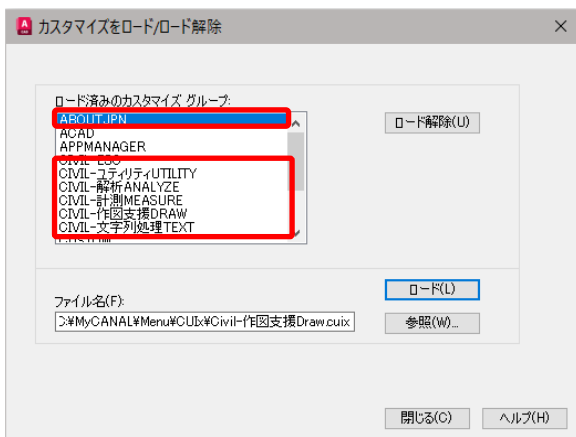 カスタマイズをロード/ロード解除
ロード済みのカスタマイズ グループ:
ABOUTJPN
ACAD
APPMANAGER
CIVIL-ユティリティUTILITY
CIVIL-解析ANALYZE
CIVIL-計測MEASURE
CIVIL-作図支援DRAW
CIVIL-文字列処理TEXT
CUSTOM
ロード解除(U)
ロード(L)
ファイル名(F):
:¥MyCANAL¥Menu¥CUIx¥Civil-作図支援Draw.cuix
参照(W)...
閉じる(C)
ヘルプ(H)